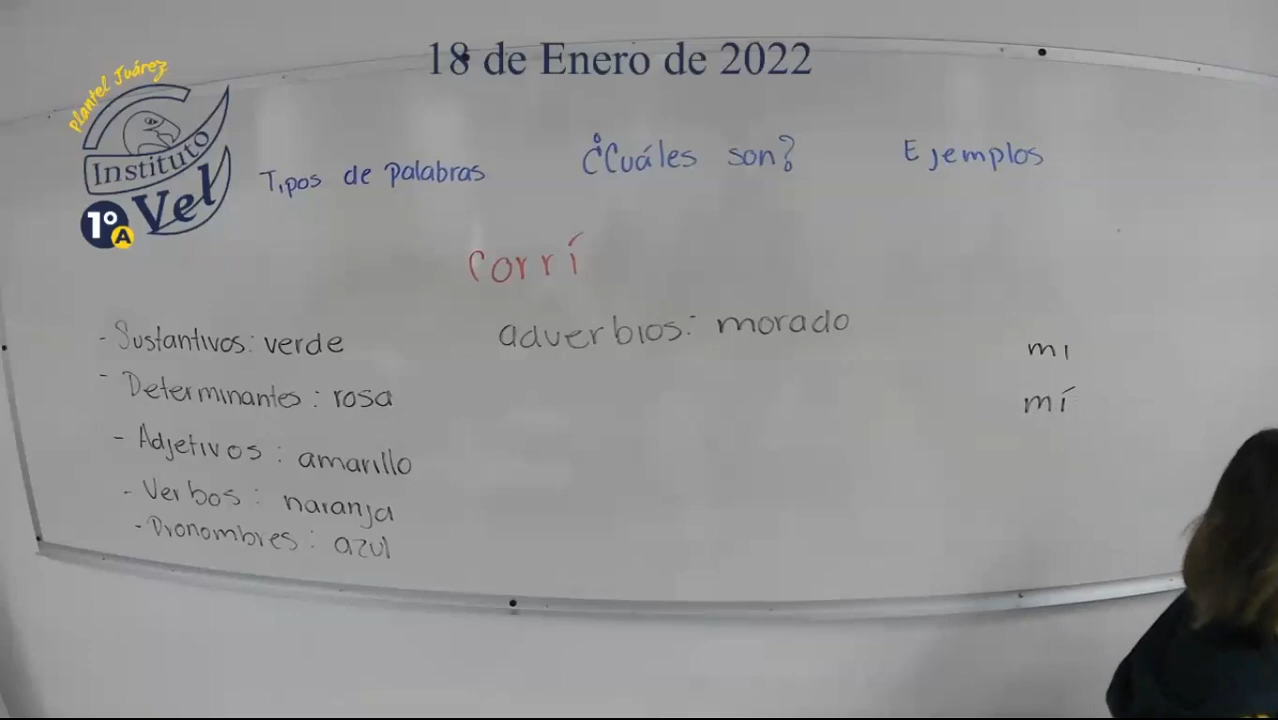 18 de Enero de 2022
Plantel Juárez
Instituto
Vel
1° A
Tipos de palabras
¿Cuáles son?
Ejemplos
corrí
- Sustantivos: verde
- Determinantes: rosa
- Adjetivos: amarillo
- Verbos: naranja
- Pronombres: azul
adverbios: morado
mi
mí